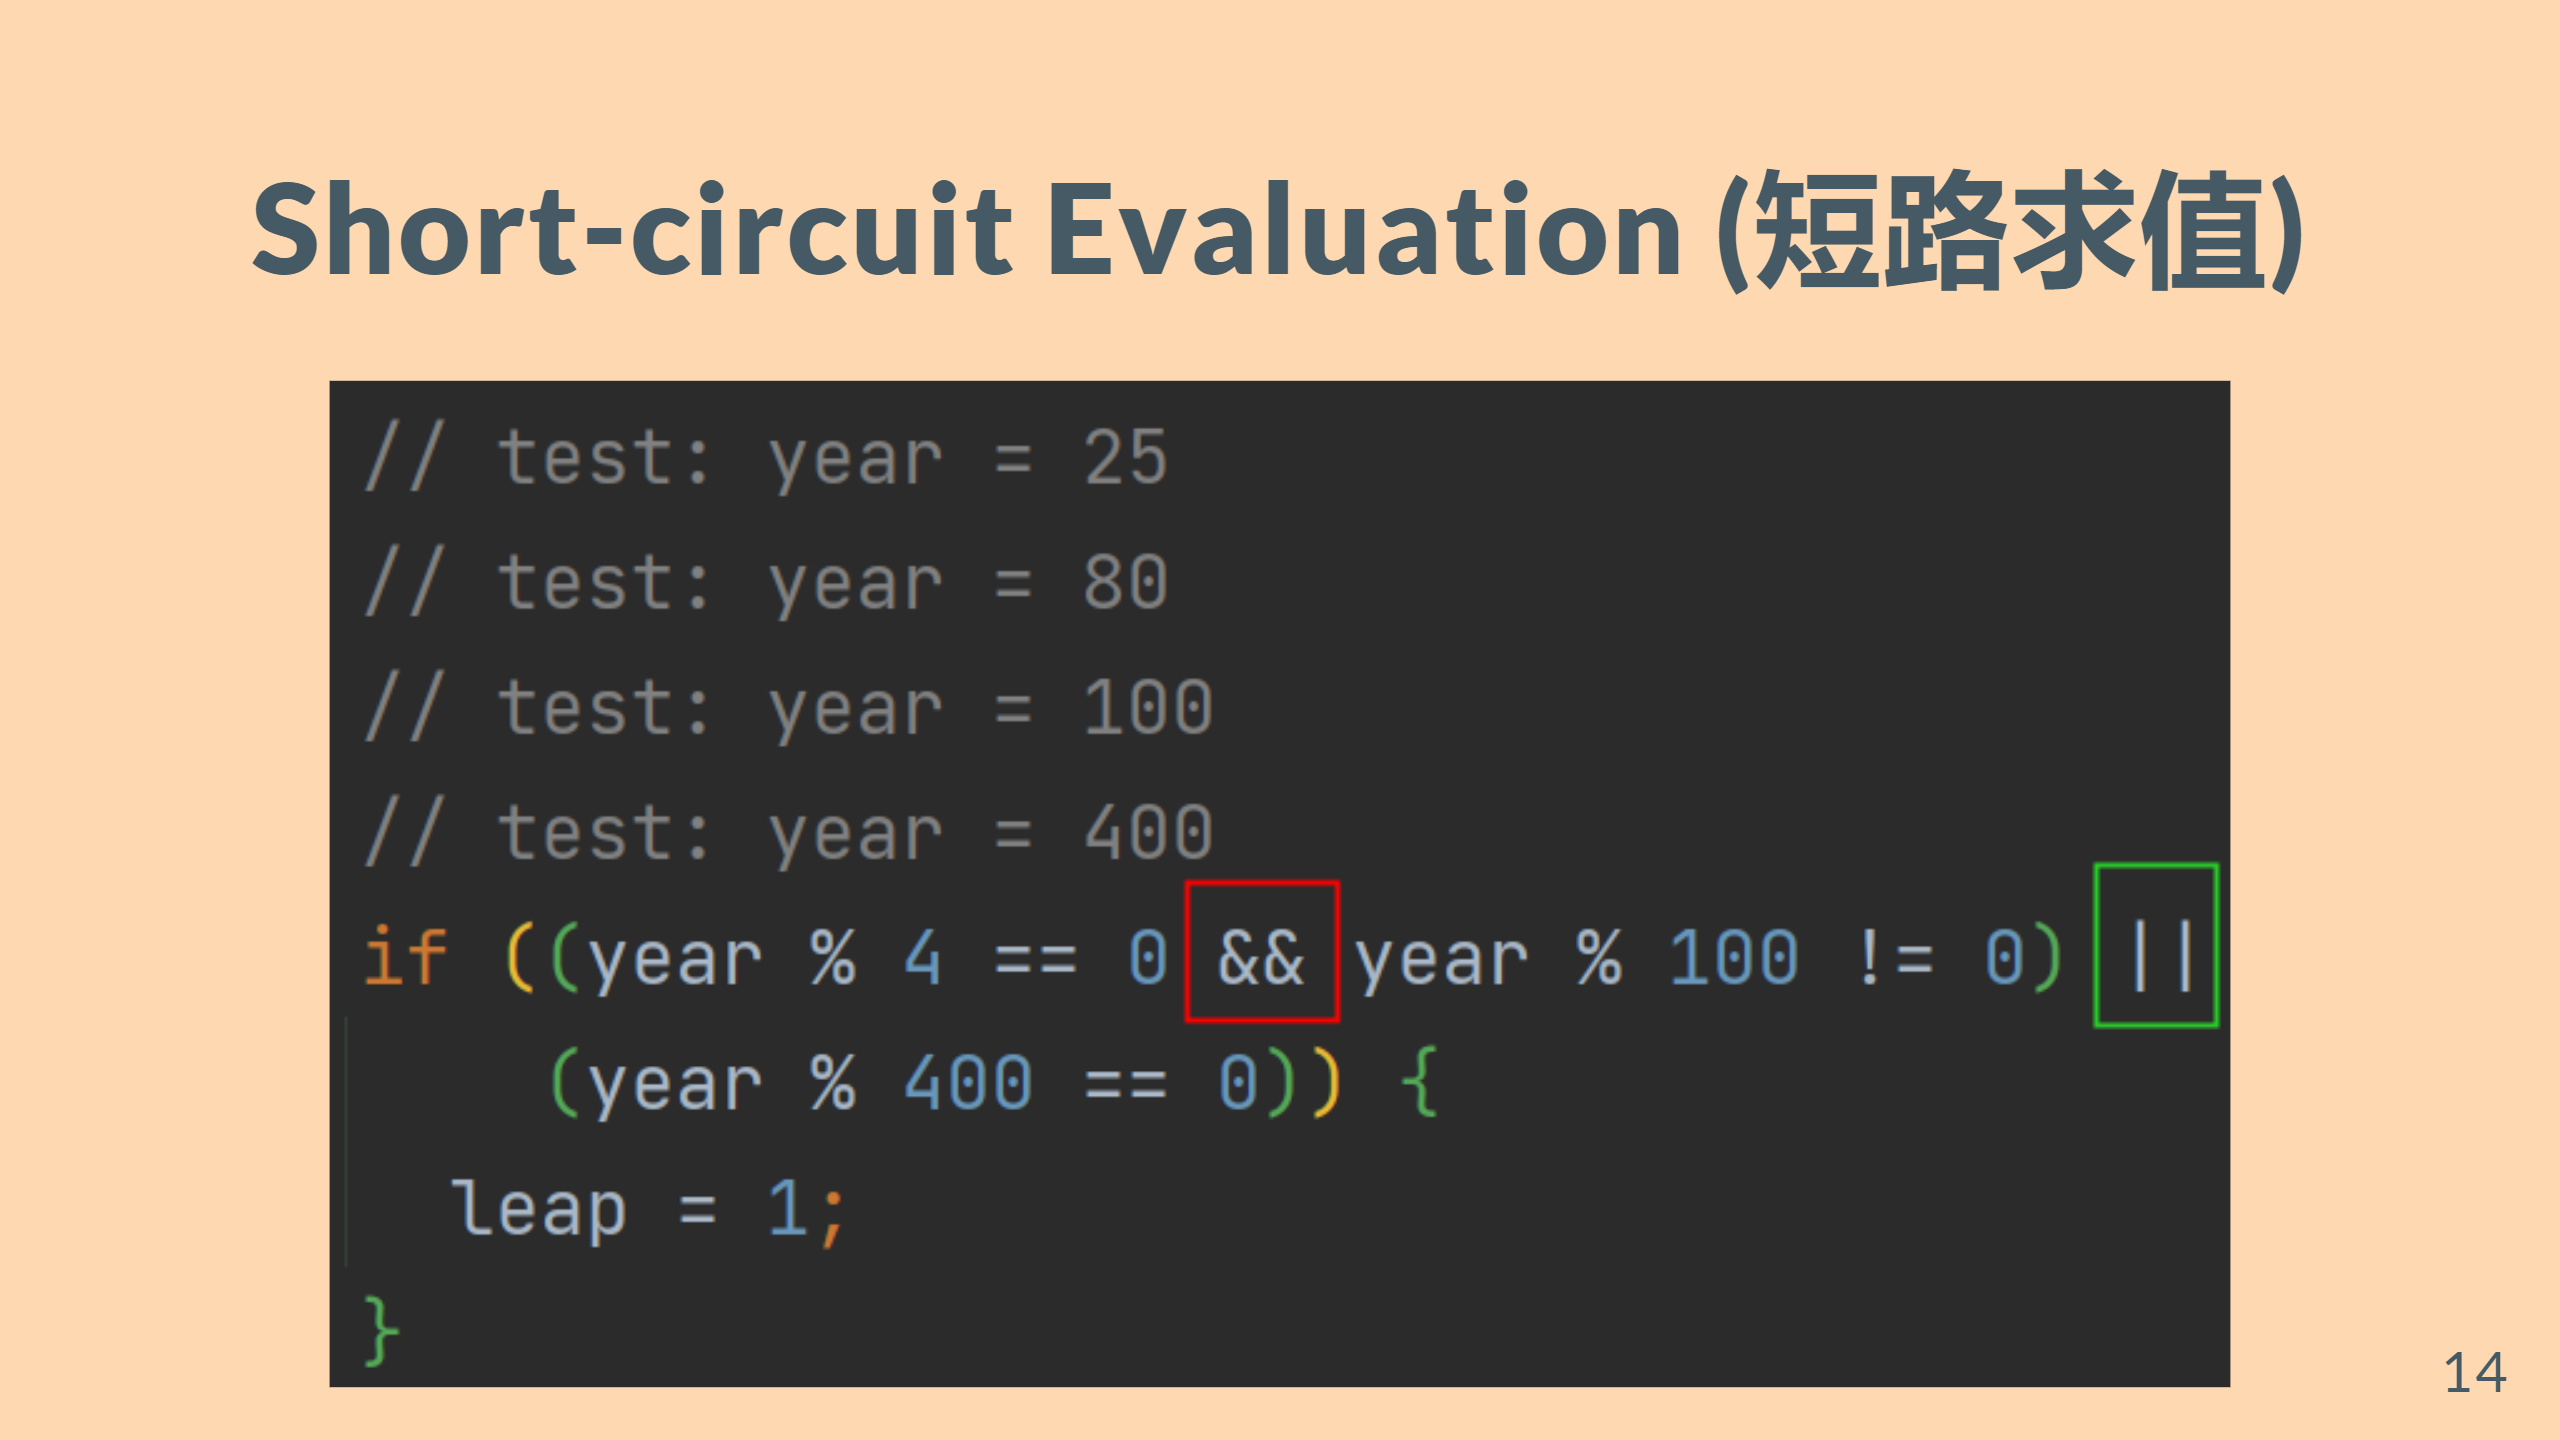 Short-circuit Evaluation (短路求值)
// test: year = 25
// test: year = 80
// test: year = 100
// test: year = 400
if ((year % 4 == 0 && year % 100 != 0) ||
(year % 400 == 0)) {
leap = 1;
}
14